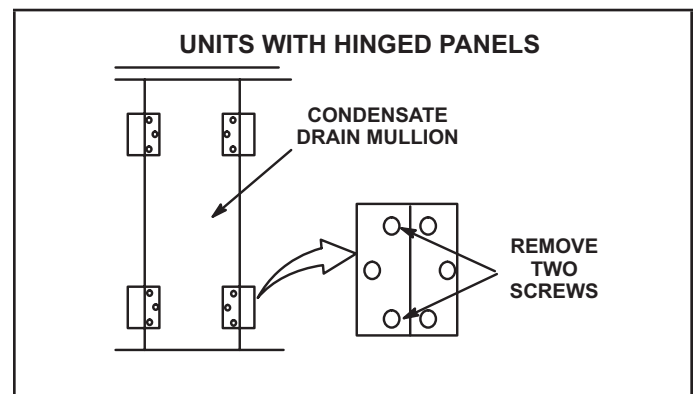 UNITS WITH HINGED PANELS
CONDENSATE
DRAIN MULLION
REMOVE
TWO
SCREWS